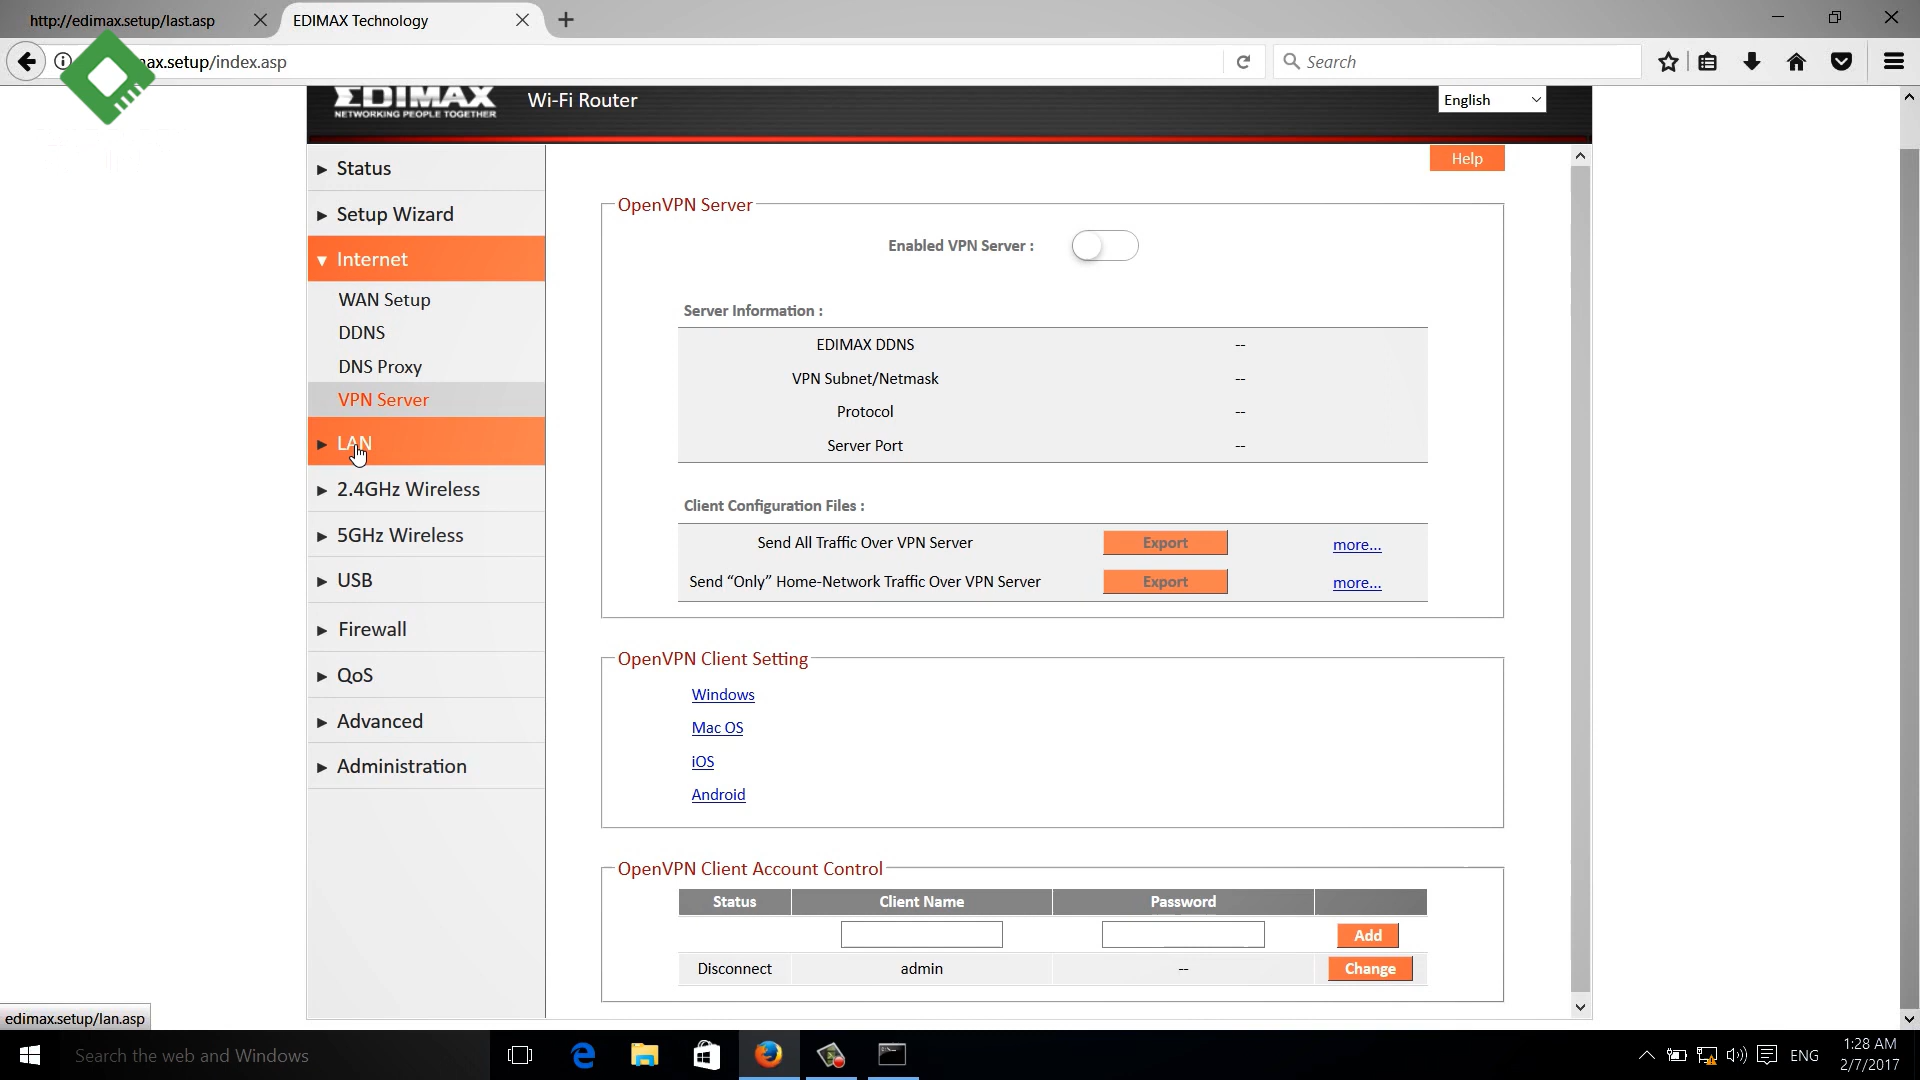 http://edimax.setup/last.asp
EDIMAX Technology
ax.setup/index.asp
Search
EDIMAX
NETWORKING PEOPLE TOGETHER
Wi-Fi Router
English
Status
Setup Wizard
Internet
WAN Setup
DDNS
DNS Proxy
VPN Server
LAN
2.4GHz Wireless
5GHz Wireless
USB
Firewall
QoS
Advanced
Administration
Help
OpenVPN Server
Enabled VPN Server :
Server Information :
EDIMAX DDNS --
VPN Subnet/Netmask --
Protocol --
Server Port --
Client Configuration Files :
Send All Traffic Over VPN Server Export more...
Send “Only” Home-Network Traffic Over VPN Server Export more...
OpenVPN Client Setting
Windows
Mac OS
iOS
Android
OpenVPN Client Account Control
Status Client Name Password
Add
Disconnect admin -- Change
edimax.setup/lan.asp
Search the web and Windows
ENG
1:28 AM
2/7/2017